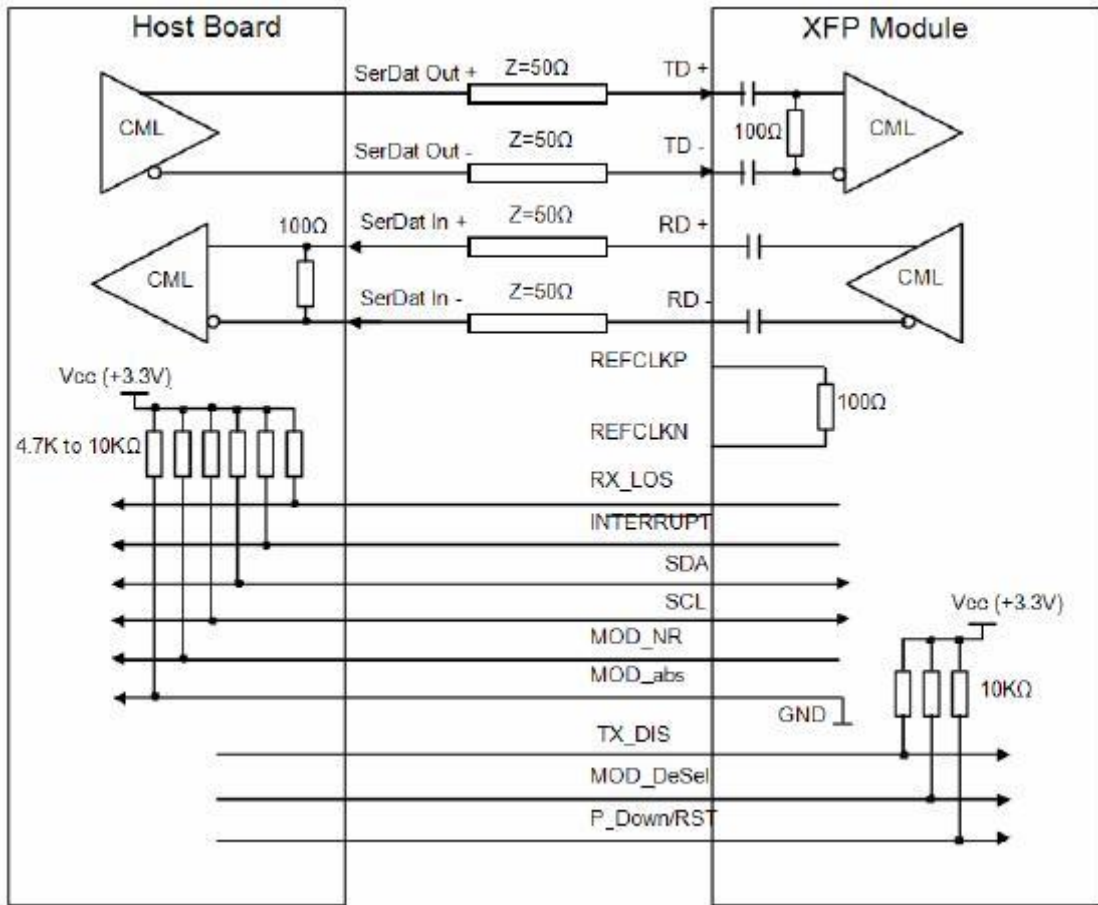 Host Board
XFP Module
SerDat Out +
Z=50Ω
TD +
CML
100Ω
CML
SerDat Out -
Z=50Ω
TD -
100Ω
SerDat In +
Z=50Ω
RD +
CML
CML
SerDat In -
Z=50Ω
RD -
REFCLKP
Vcc (+3.3V)
100Ω
4.7K to 10KΩ
REFCLKN
RX_LOS
INTERRUPT
SDA
SCL
Vcc (+3.3V)
MOD_NR
MOD_abs
10KΩ
GND
TX_DIS
MOD_DeSel
P_Down/RST